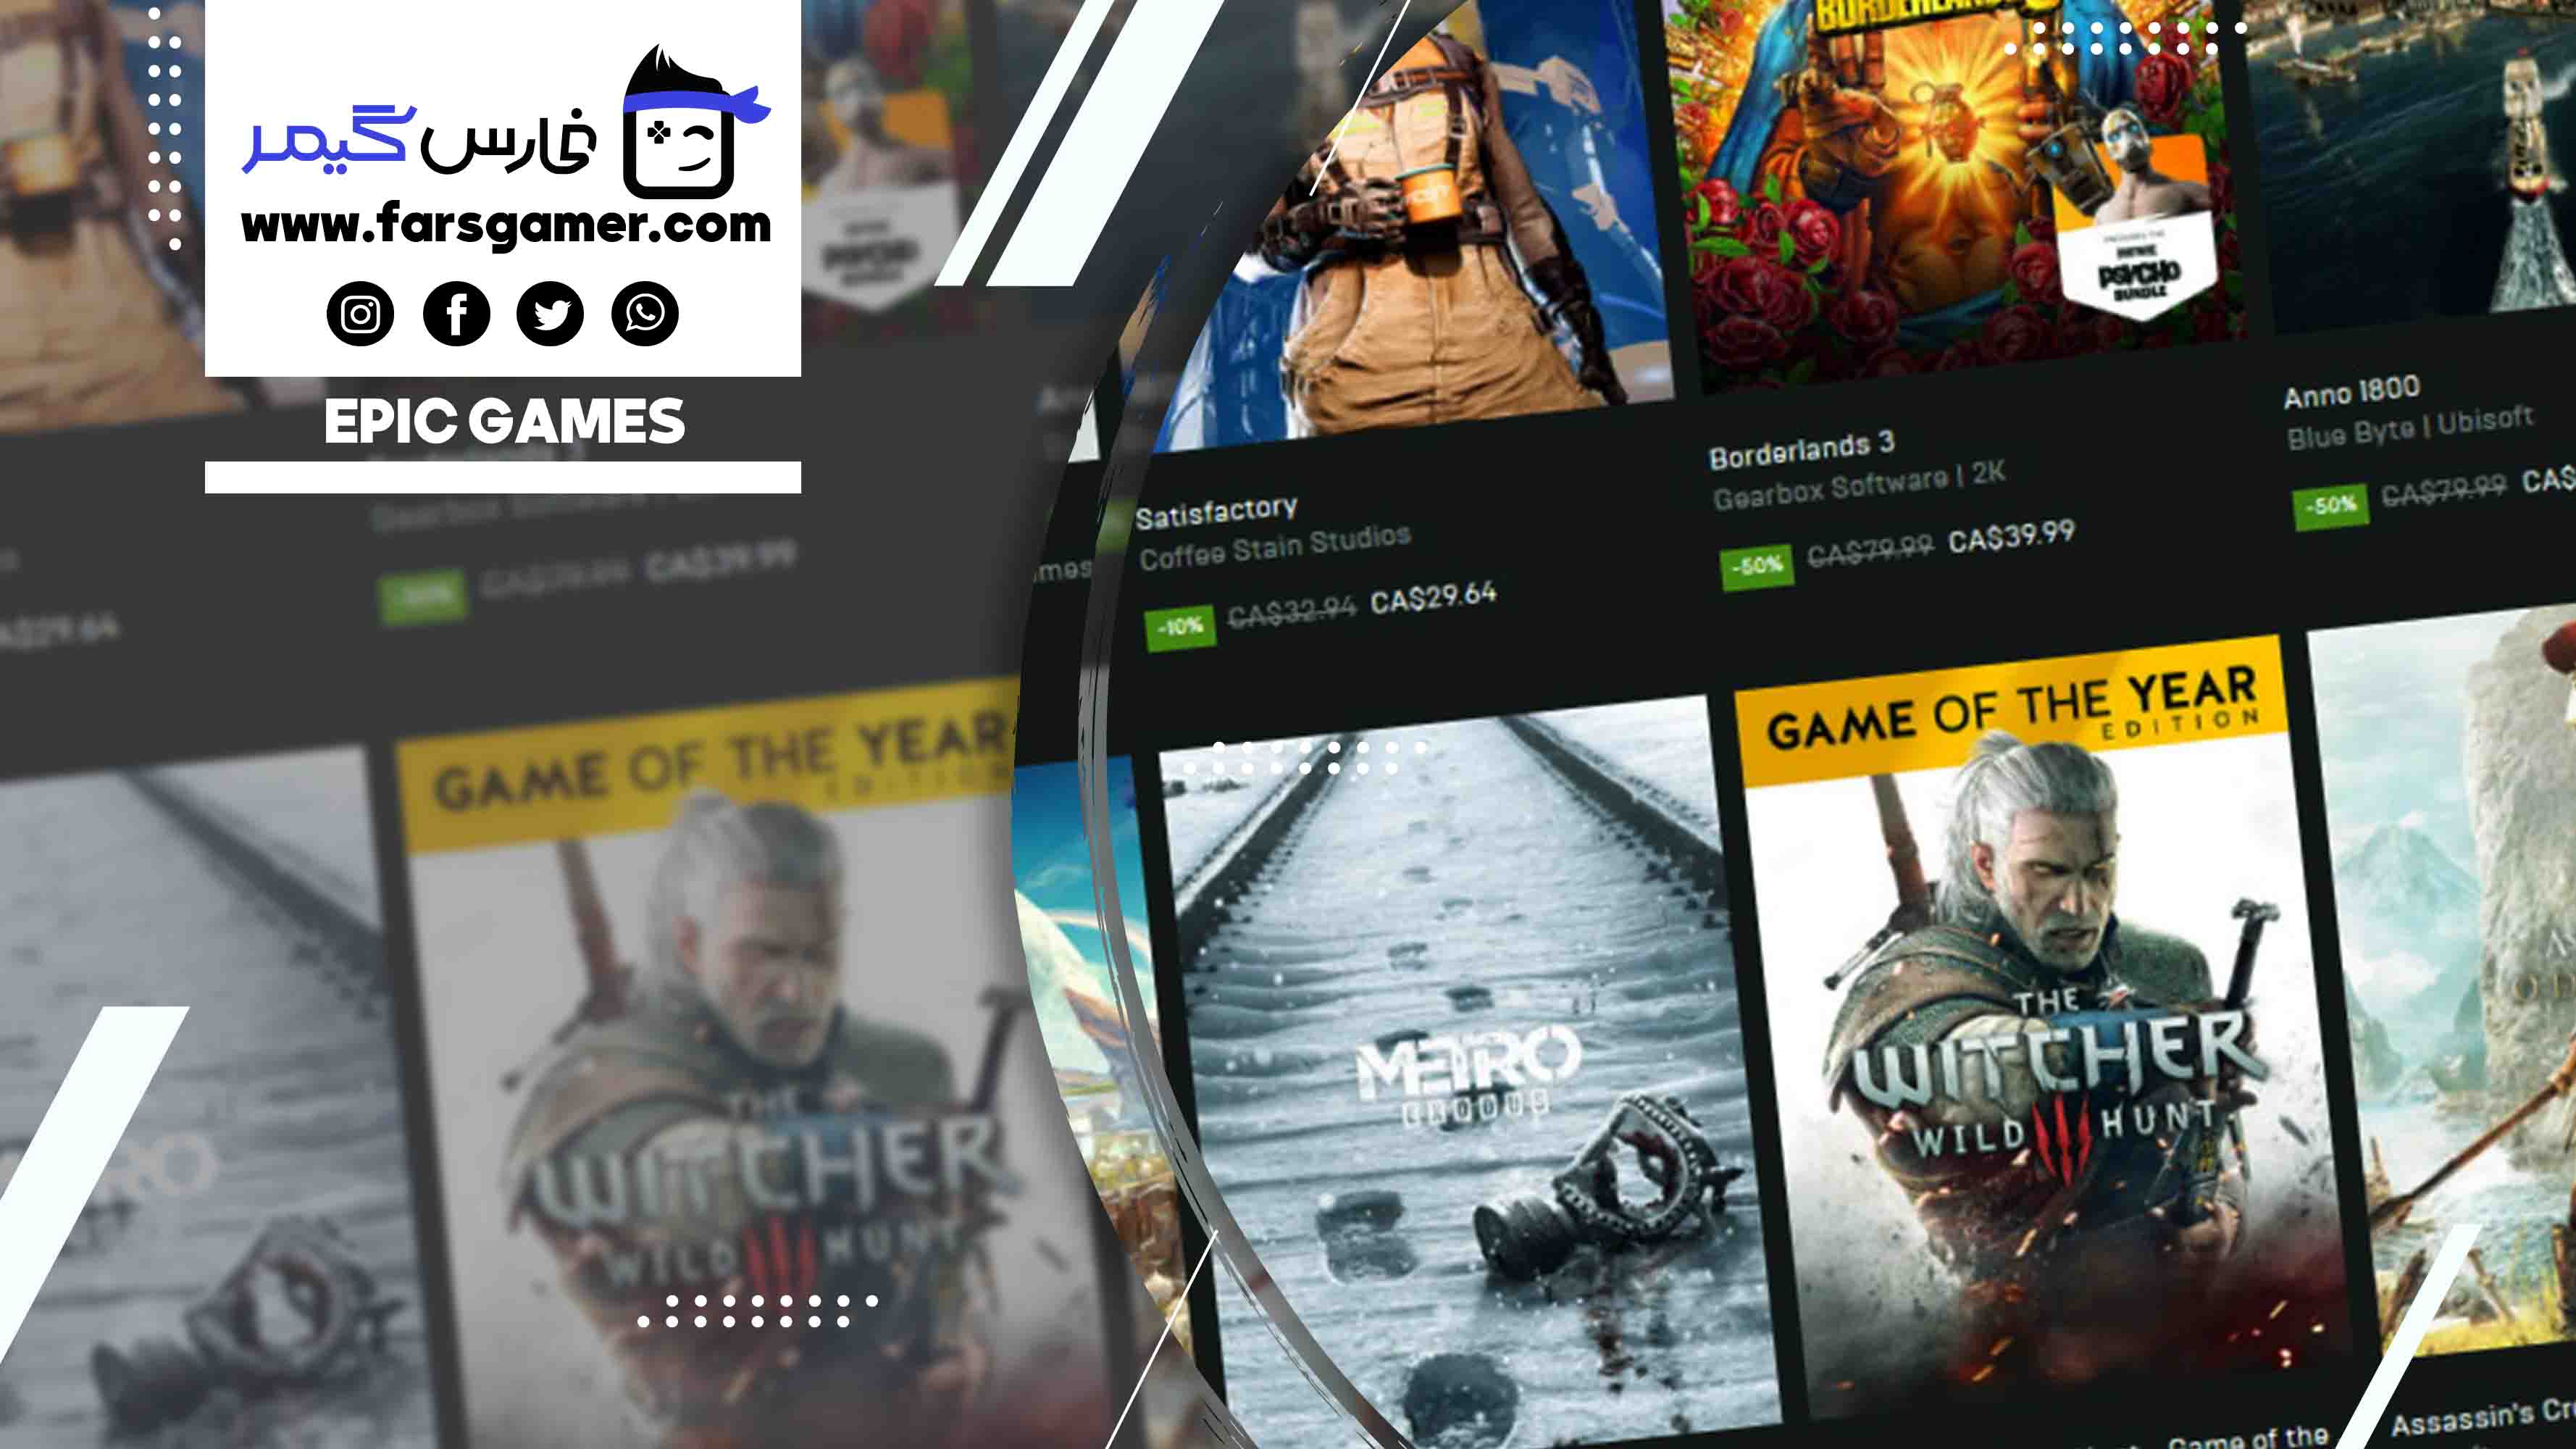 فارس گیمر
www.farsgamer.com
EPIC GAMES
BORDERLANDS 3
PSYCHO
BUNDLE
Satisfactory
Coffee Stain Studios
-10% CA$32.94 CA$29.64
Borderlands 3
Gearbox Software | 2K
-50% CA$79.99 CA$39.99
Anno 1800
Blue Byte | Ubisoft
-50% CA$79.99 CA$
METRO
EXODUS
GAME OF THE YEAR
EDITION
THE
WITCHER
WILD HUNT
Game of the
Assassin's Cr
GAME OF THE YEAR
EDITION
THE
WITCHER
WILD HUNT